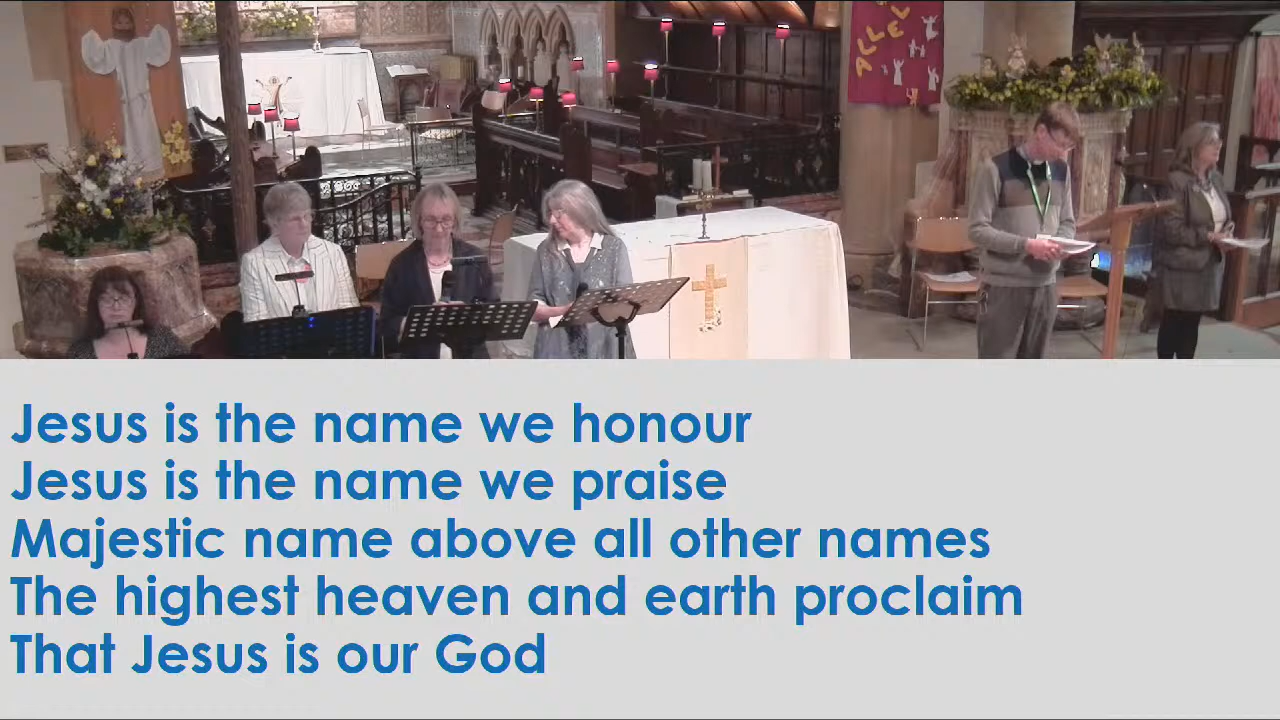 ALLEL
Jesus is the name we honour
Jesus is the name we praise
Majestic name above all other names
The highest heaven and earth proclaim
That Jesus is our God